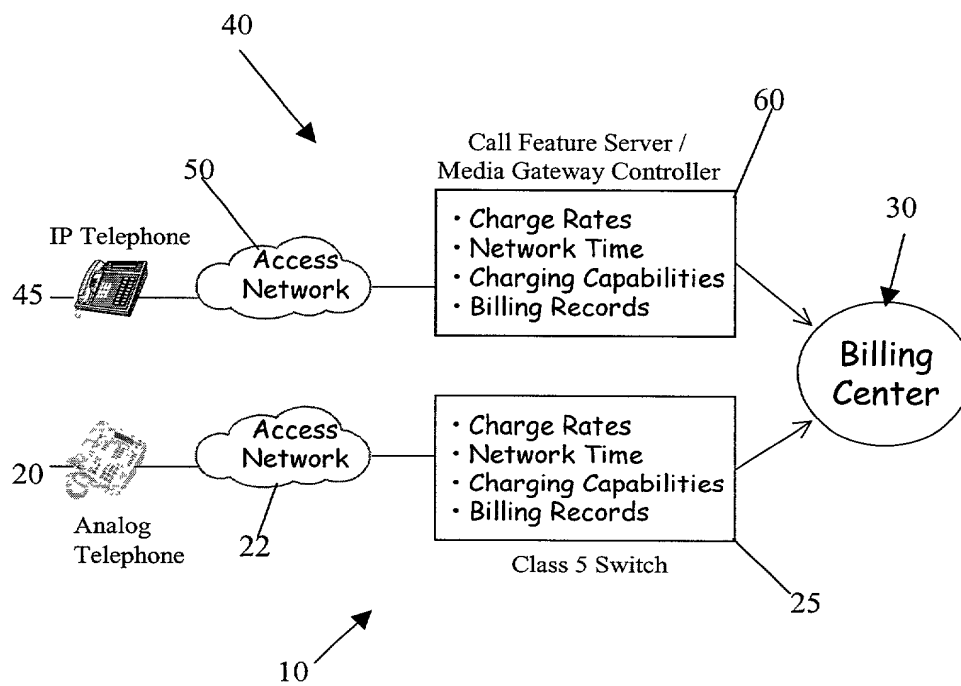 40
60
Call Feature Server /
Media Gateway Controller
50
30
IP Telephone
Access
Network
• Charge Rates
• Network Time
• Charging Capabilities
• Billing Records
45
Billing
Center
Access
Network
• Charge Rates
• Network Time
• Charging Capabilities
• Billing Records
20
Analog
Telephone
22
Class 5 Switch
25
10